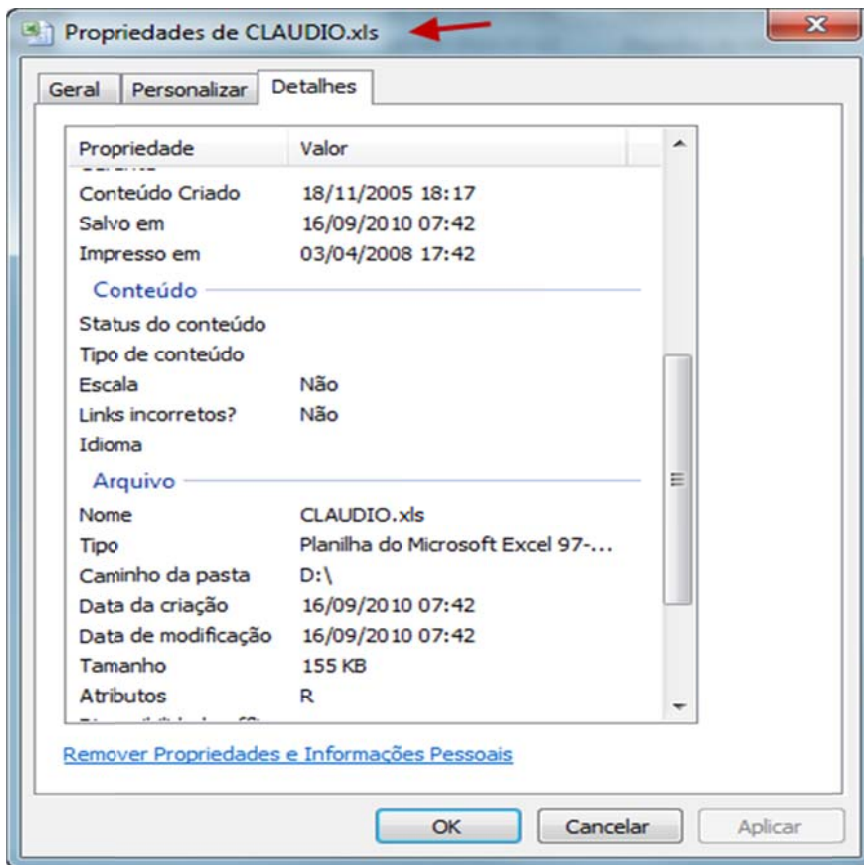 Propriedades de CLAUDIO.xls
Geral Personalizar Detalhes
Propriedade Valor
Conteúdo Criado 18/11/2005 18:17
Salvo em 16/09/2010 07:42
Impresso em 03/04/2008 17:42
Conteúdo
Status do conteúdo
Tipo de conteúdo
Escala Não
Links incorretos? Não
Idioma
Arquivo
Nome CLAUDIO.xls
Tipo Planilha do Microsoft Excel 97-...
Caminho da pasta D:\
Data da criação 16/09/2010 07:42
Data de modificação 16/09/2010 07:42
Tamanho 155 KB
Atributos R
Remover Propriedades e Informações Pessoais
OK Cancelar Aplicar